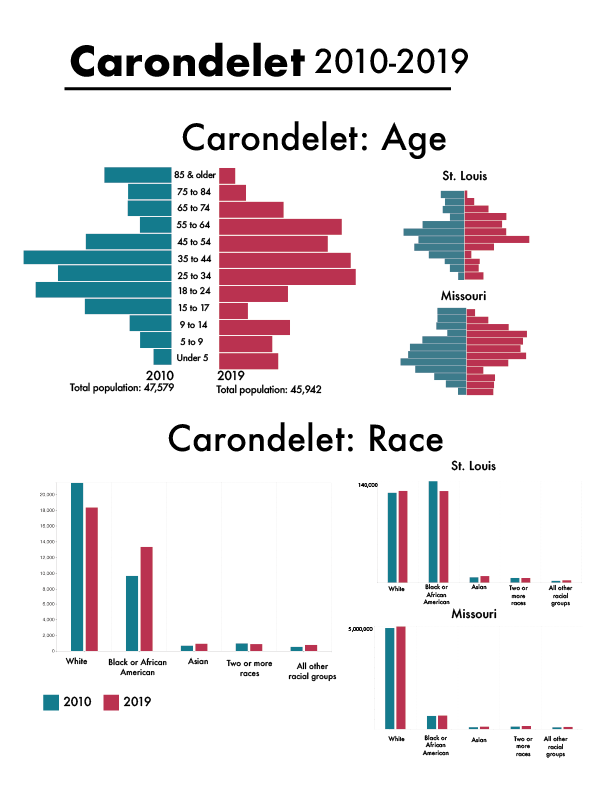 Carondelet 2010-2019
Carondelet: Age
85 & older
75 to 84
65 to 74
55 to 64
45 to 54
35 to 44
25 to 34
18 to 24
15 to 17
9 to 14
5 to 9
Under 5
2010
Total population: 47,579
2019
Total population: 45,942
St. Louis
Missouri
Carondelet: Race
20,000
18,000
16,000
14,000
12,000
10,000
8,000
6,000
4,000
2,000
0
White
Black or African
American
Asian
Two or more
races
All other
racial groups
2010
2019
St. Louis
140,000
White
Black or
African
American
Asian
Two or
more
races
All other
racial
groups
Missouri
5,000,000
White
Black or
African
American
Asian
Two or
more
races
All other
racial
groups